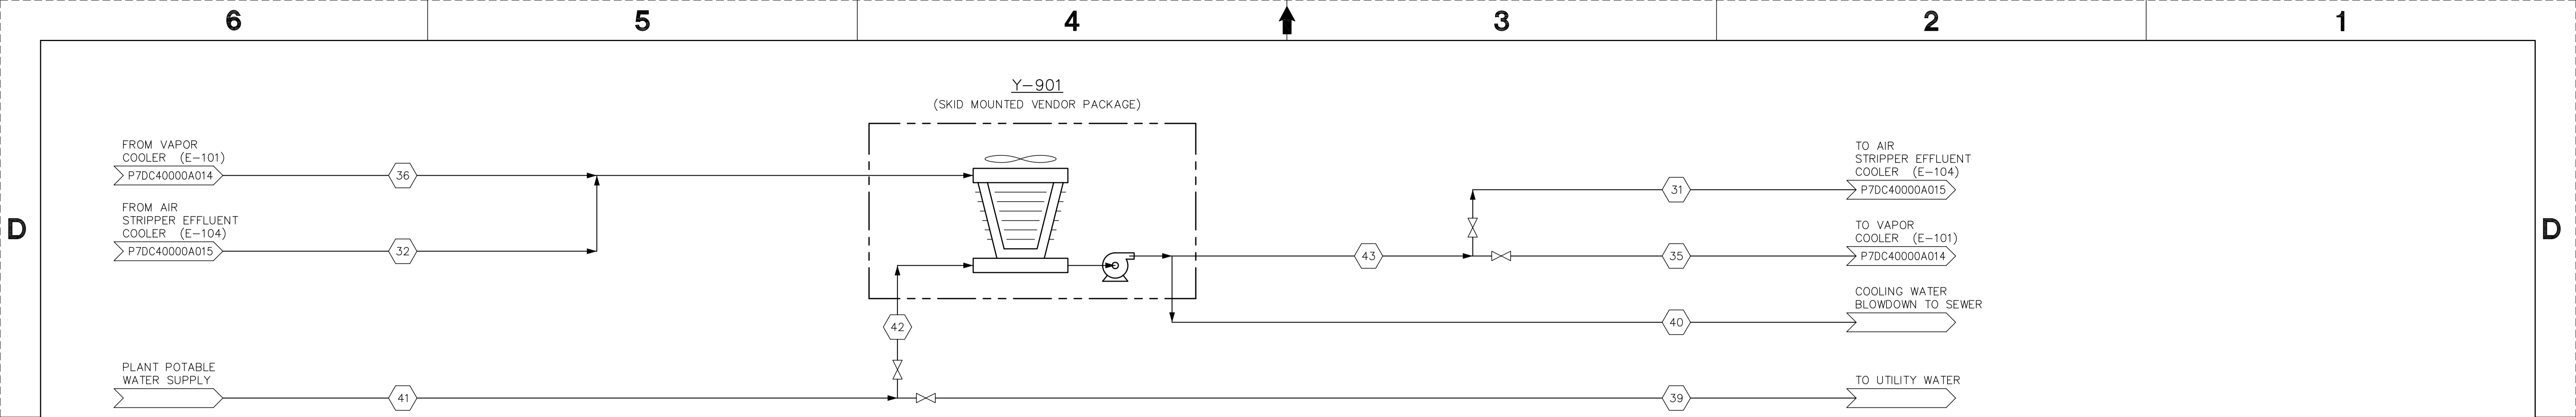 6 5 4 3 2 1
Y-901
(SKID MOUNTED VENDOR PACKAGE)
FROM VAPOR
COOLER (E-101)
P7DC40000A014
36
FROM AIR
STRIPPER EFFLUENT
COOLER (E-104)
P7DC40000A015
32
D
42
PLANT POTABLE
WATER SUPPLY
41
43
TO AIR
STRIPPER EFFLUENT
COOLER (E-104)
31
P7DC40000A015
TO VAPOR
COOLER (E-101)
35
P7DC40000A014
D
COOLING WATER
BLOWDOWN TO SEWER
40
TO UTILITY WATER
39